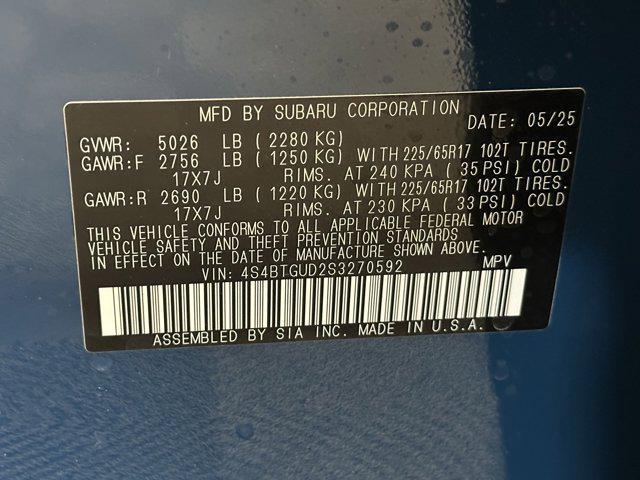 MFD BY SUBARU CORPORATION DATE: 05/25
GVWR: 5026 LB (2280 KG)
GAWR:F 2756 LB (1250 KG) WITH 225/65R17 102T TIRES.
17X7J RIMS. AT 240 KPA (35 PSI) COLD
GAWR:R 2690 LB (1220 KG) WITH 225/65R17 102T TIRES.
17X7J RIMS. AT 230 KPA (33 PSI) COLD
THIS VEHICLE CONFORMS TO ALL APPLICABLE FEDERAL MOTOR
VEHICLE SAFETY AND THEFT PREVENTION STANDARDS
IN EFFECT ON THE DATE OF MANUFACTURE SHOWN ABOVE.
VIN: 4S4BTGUD2S3270592 MPV
ASSEMBLED BY SIA INC. MADE IN U.S.A.